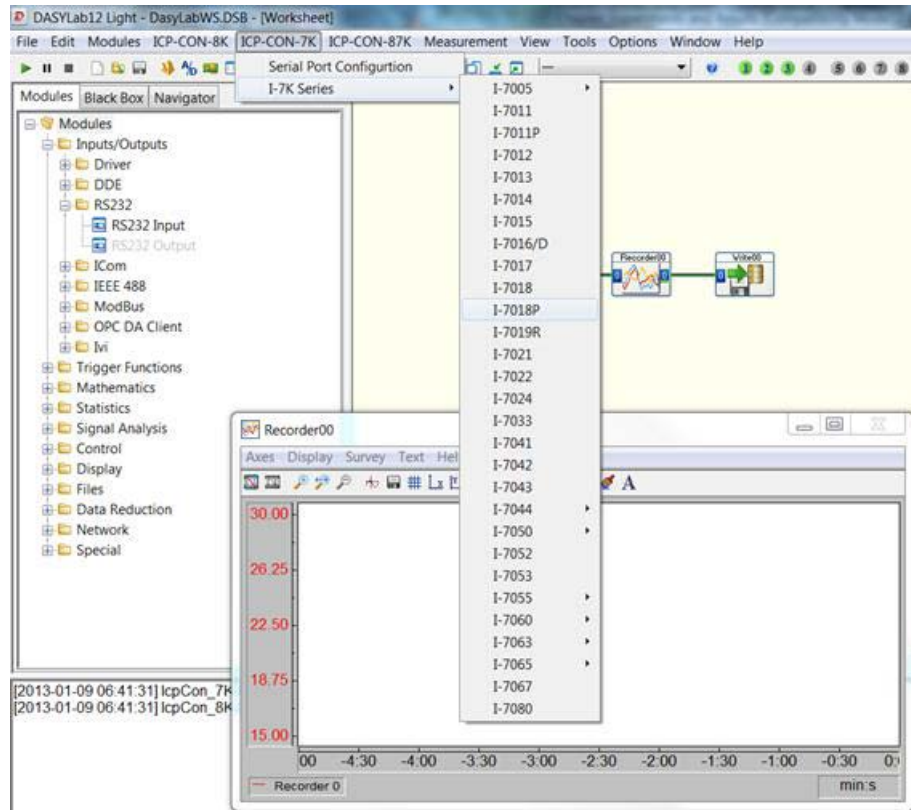 DASYLab12 Light - DasyLabWS.DSB - [Worksheet]
File Edit Modules ICP-CON-8K ICP-CON-7K ICP-CON-87K Measurement View Tools Options Window Help
Serial Port Configurtion
I-7K Series
Modules Black Box Navigator
Modules
Inputs/Outputs
Driver
DDE
RS232
RS232 Input
RS232 Output
ICom
IEEE 488
ModBus
OPC DA Client
Ivi
Trigger Functions
Mathematics
Statistics
Signal Analysis
Control
Display
Files
Data Reduction
Network
Special
I-7005
I-7011
I-7011P
I-7012
I-7013
I-7014
I-7015
I-7016/D
I-7017
I-7018
I-7018P
I-7019R
I-7021
I-7022
I-7024
I-7033
I-7041
I-7042
I-7043
I-7044
I-7050
I-7052
I-7053
I-7055
I-7060
I-7063
I-7065
I-7067
I-7080
Recorder00
Write00
Recorder00
Axes Display Survey Text
30.00
26.25
22.50
18.75
15.00
00 -4:30 -4:00 -3:30 -3:00 -2:30 -2:00 -1:30 -1:00 -0:30
Recorder 0
min:s
[2013-01-09 06:41:31] IcpCon_7K
[2013-01-09 06:41:31] IcpCon_8K